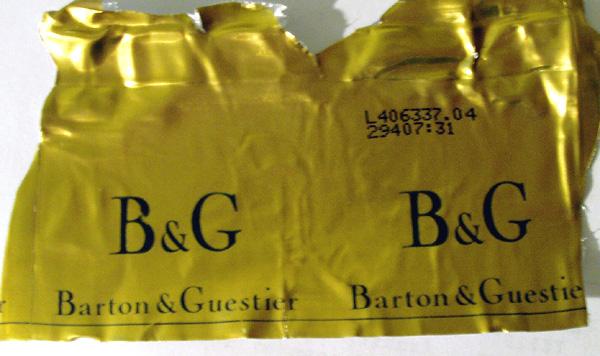 L406337.04
29407:31
B&G
B&G
Barton & Guestier
Barton & Guestie